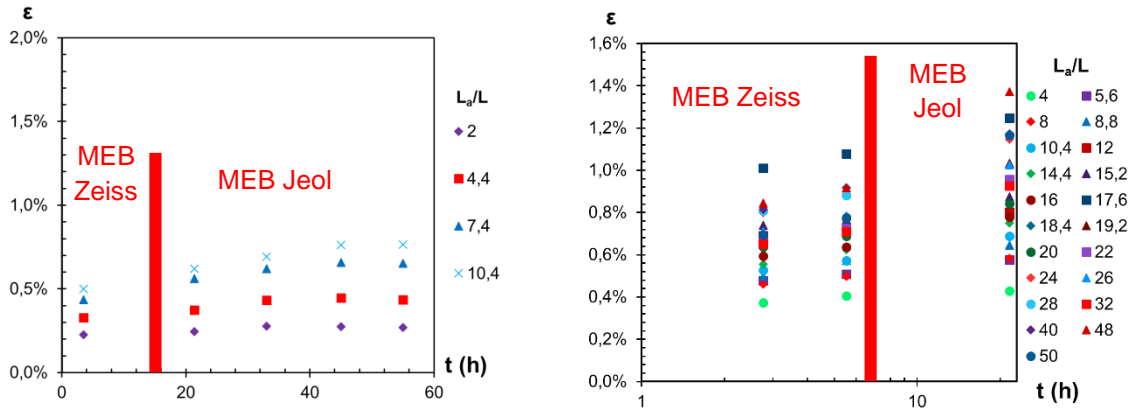 ε
2,0%
1,5%
1,0%
0,5%
0,0%
0
20
40
60
t (h)
MEB
Zeiss
MEB Jeol
Lₐ/L
2
4,4
7,4
10,4
ε
1,6%
1,4%
1,2%
1,0%
0,8%
0,6%
0,4%
0,2%
0,0%
1
10
t (h)
MEB Zeiss
MEB
Jeol
Lₐ/L
4 5,6
8 8,8
10,4 12
14,4 15,2
16 17,6
18,4 19,2
20 22
24 26
28 32
40 48
50